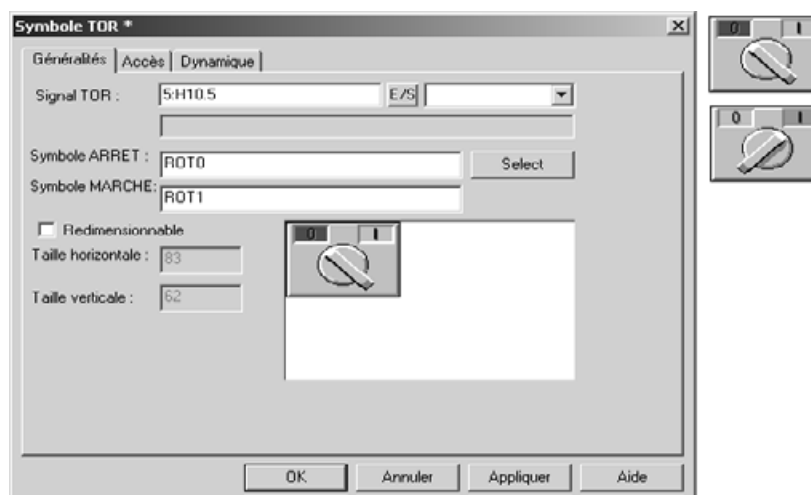 Symbole TOR *
Généralités Accès Dynamique
Signal TOR : 5:H10.5 E/S
Symbole ARRET : ROT0 Select
Symbole MARCHE: ROT1
Redimensionnable
Taille horizontale : 83
Taille verticale : 62
0 I
OK Annuler Appliquer Aide
0 I
0 I